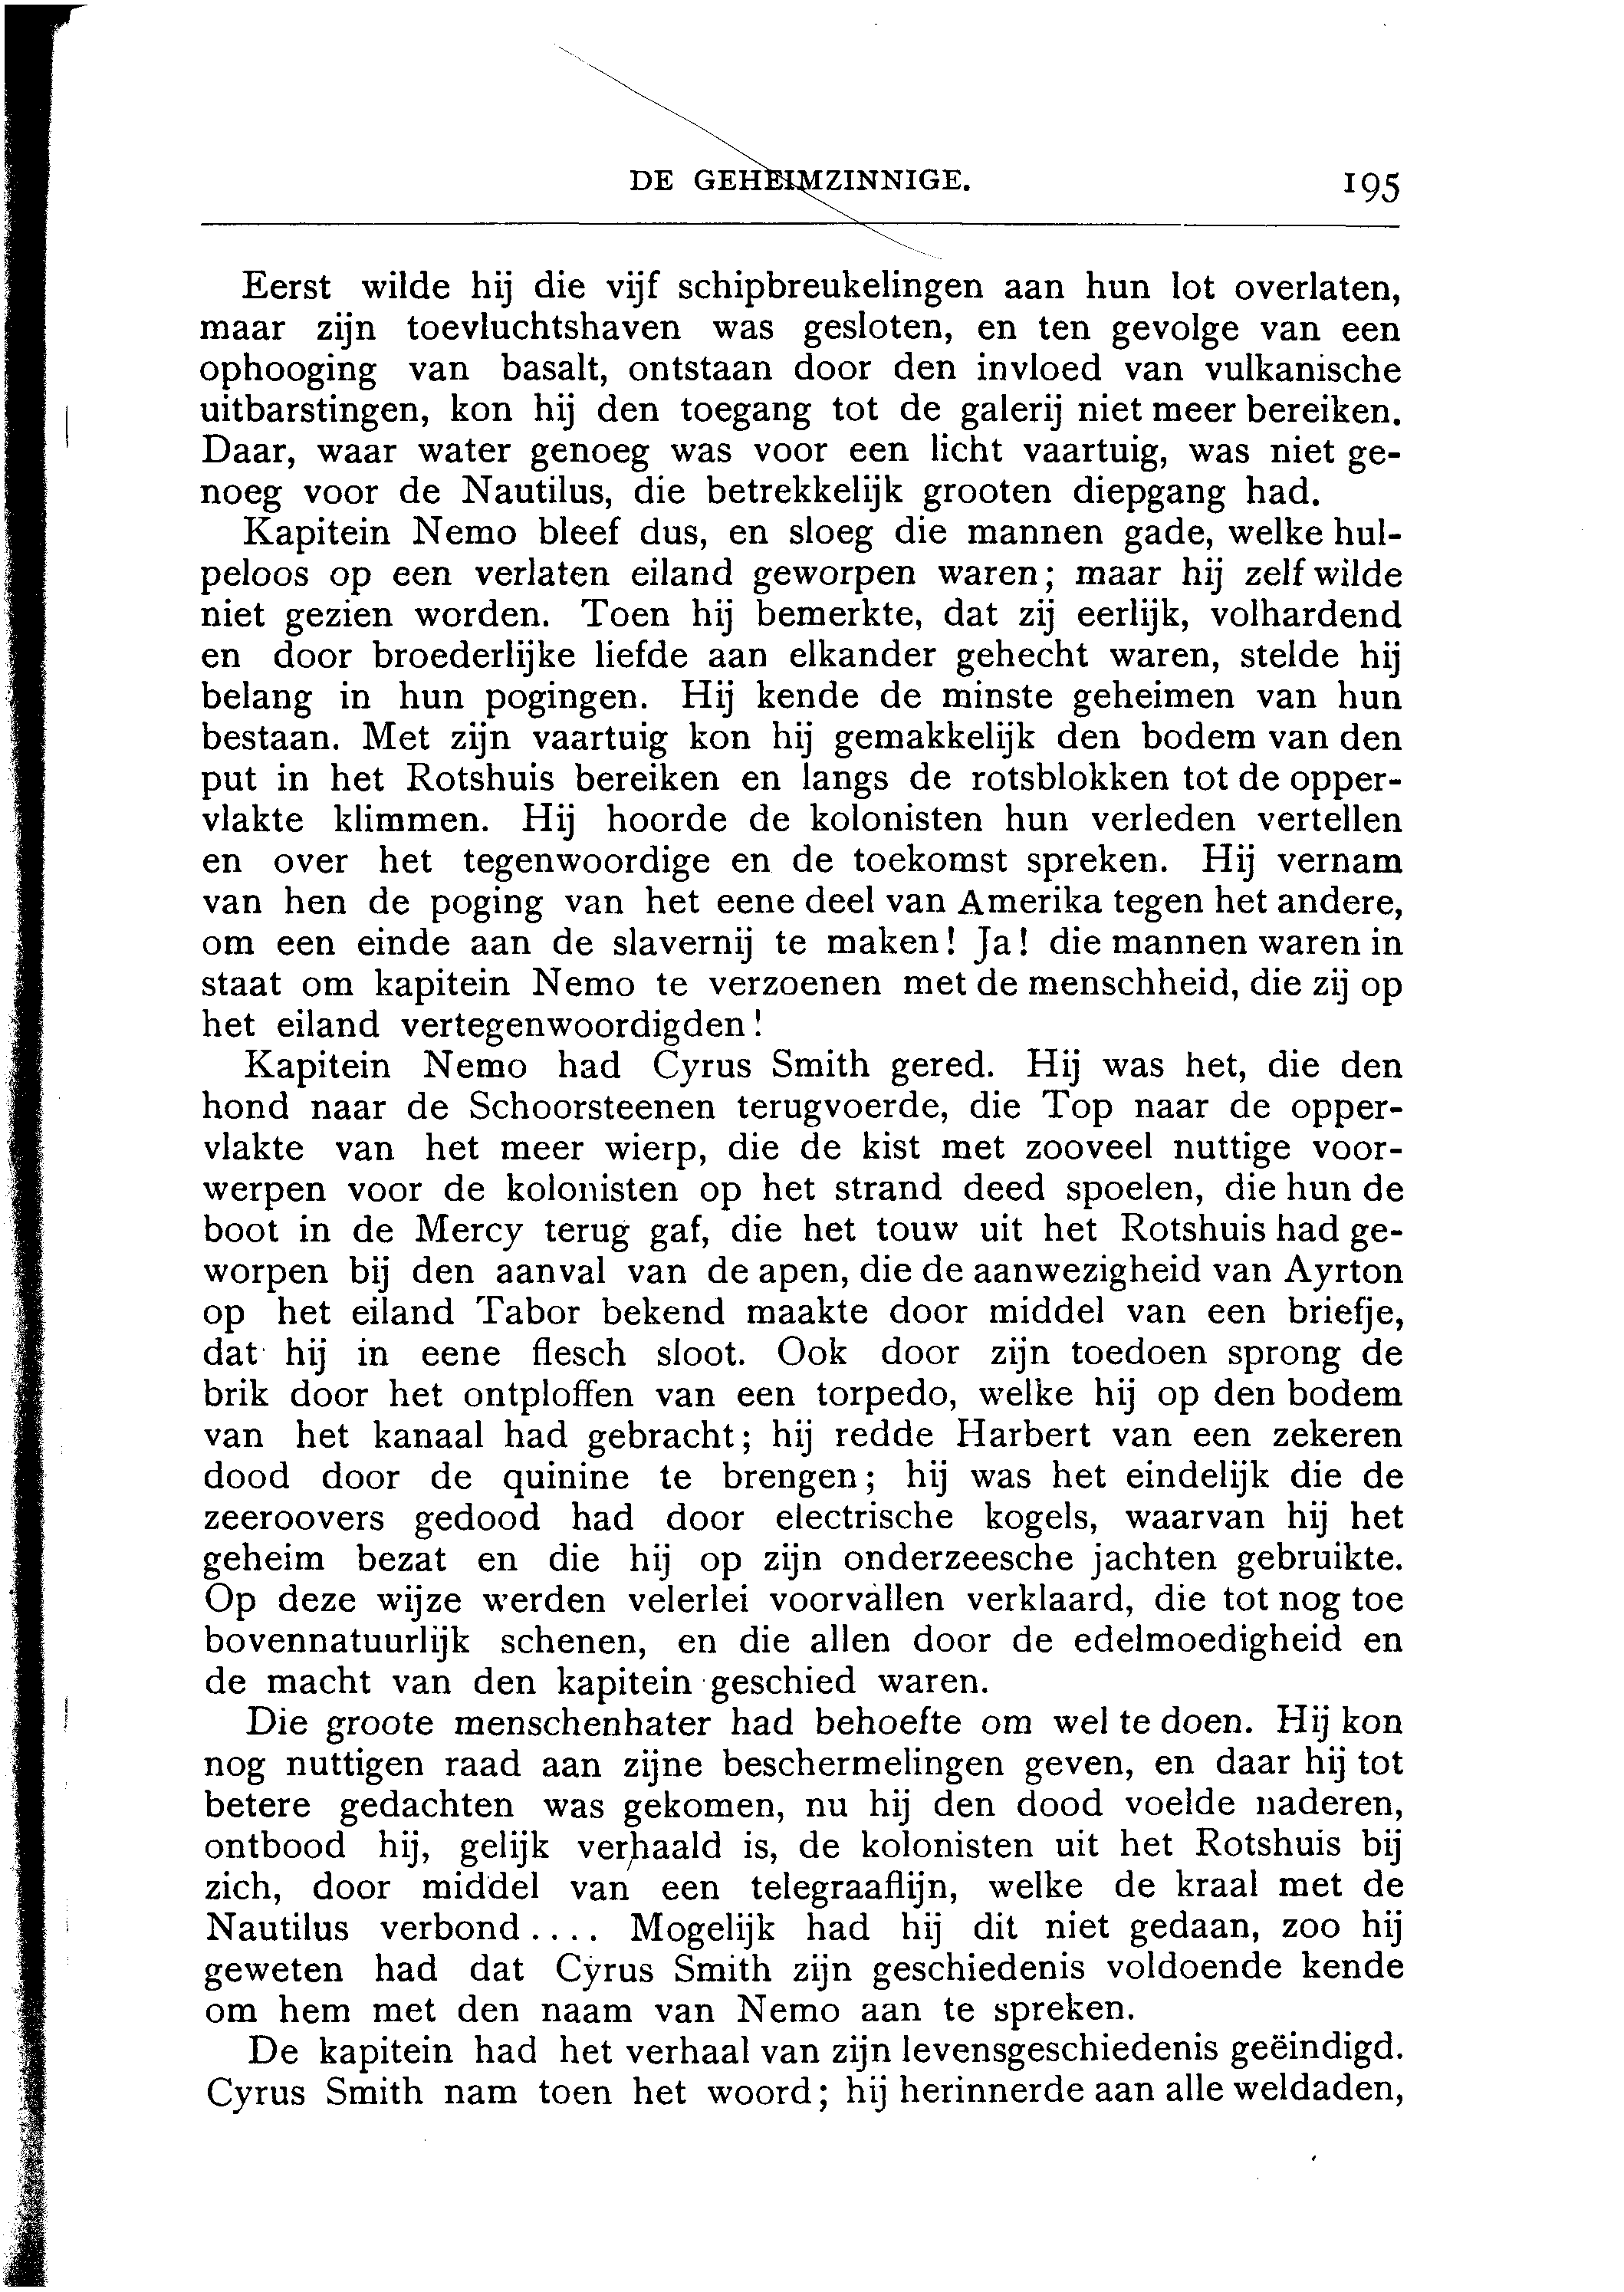 DE GEHEIMZINNIGE. 195
Eerst wilde hij die vijf schipbreukelingen aan hun lot overlaten,
maar zijn toevluchtshaven was gesloten, en ten gevolge van een
ophooging van basalt, ontstaan door den invloed van vulkanische
uitbarstingen, kon hij den toegang tot de galerij niet meer bereiken.
Daar, waar water genoeg was voor een licht vaartuig, was niet ge-
noeg voor de Nautilus, die betrekkelijk grooten diepgang had.
Kapitein Nemo bleef dus, en sloeg die mannen gade, welke hul-
peloos op een verlaten eiland geworpen waren; maar hij zelf wilde
niet gezien worden. Toen hij bemerkte, dat zij eerlijk, volhardend
en door broederlijke liefde aan elkander gehecht waren, stelde hij
belang in hun pogingen. Hij kende de minste geheimen van hun
bestaan. Met zijn vaartuig kon hij gemakkelijk den bodem van den
put in het Rotshuis bereiken en langs de rotsblokken tot de opper-
vlakte klimmen. Hij hoorde de kolonisten hun verleden vertellen
en over het tegenwoordige en de toekomst spreken. Hij vernam
van hen de poging van het eene deel van Amerika tegen het andere,
om een einde aan de slavernij te maken! Ja! die mannen waren in
staat om kapitein Nemo te verzoenen met de menschheid, die zij op
het eiland vertegenwoordigden!
Kapitein Nemo had Cyrus Smith gered. Hij was het, die den
hond naar de Schoorsteenen terugvoerde, die Top naar de opper-
vlakte van het meer wierp, die de kist met zooveel nuttige voor-
werpen voor de kolonisten op het strand deed spoelen, die hun de
boot in de Mercy terug gaf, die het touw uit het Rotshuis had ge-
worpen bij den aanval van de apen, die de aanwezigheid van Ayrton
op het eiland Tabor bekend maakte door middel van een briefje,
dat hij in eene flesch sloot. Ook door zijn toedoen sprong de
brik door het ontploffen van een torpedo, welke hij op den bodem
van het kanaal had gebracht; hij redde Harbert van een zekeren
dood door de quinine te brengen; hij was het eindelijk die de
zeeroovers gedood had door electrische kogels, waarvan hij het
geheim bezat en die hij op zijn onderzeesche jachten gebruikte.
Op deze wijze werden velerlei voorvallen verklaard, die tot nog toe
bovennatuurlijk schenen, en die allen door de edelmoedigheid en
de macht van den kapitein geschied waren.
Die groote menschenhater had behoefte om wel te doen. Hij kon
nog nuttigen raad aan zijne beschermelingen geven, en daar hij tot
betere gedachten was gekomen, nu hij den dood voelde naderen,
ontbood hij, gelijk verhaald is, de kolonisten uit het Rotshuis bij
zich, door middel van een telegraaflijn, welke de kraal met de
Nautilus verbond.... Mogelijk had hij dit niet gedaan, zoo hij
geweten had dat Cyrus Smith zijn geschiedenis voldoende kende
om hem met den naam van Nemo aan te spreken.
De kapitein had het verhaal van zijn levensgeschiedenis geëindigd.
Cyrus Smith nam toen het woord; hij herinnerde aan alle weldaden,